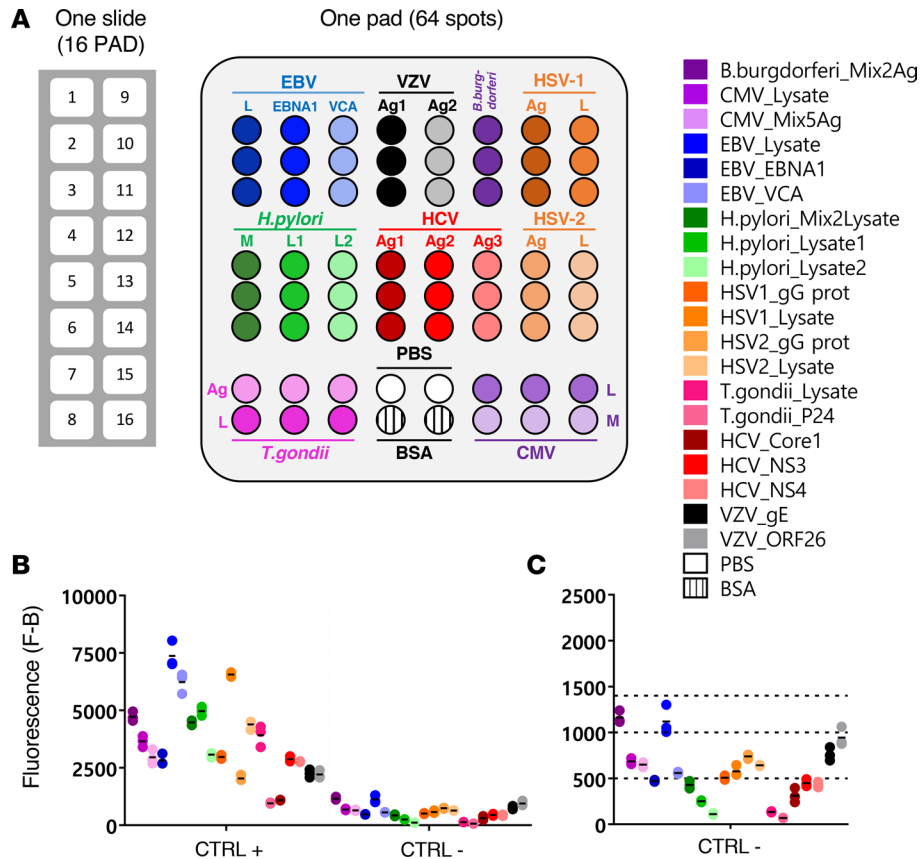 A
One slide
(16 PAD)
One pad (64 spots)
1 9
2 10
3 11
4 12
5 13
6 14
7 15
8 16
EBV VZV B.burg-
dorferi HSV-1
L EBNA1 VCA Ag1 Ag2 Ag L
H.pylori HCV HSV-2
M L1 L2 Ag1 Ag2 Ag3 Ag L
PBS
Ag L
L M
T.gondii BSA CMV
B.burgdorferi_Mix2Ag
CMV_Lysate
CMV_Mix5Ag
EBV_Lysate
EBV_EBNA1
EBV_VCA
H.pylori_Mix2Lysate
H.pylori_Lysate1
H.pylori_Lysate2
HSV1_gG prot
HSV1_Lysate
HSV2_gG prot
HSV2_Lysate
T.gondii_Lysate
T.gondii_P24
HCV_Core1
HCV_NS3
HCV_NS4
VZV_gE
VZV_ORF26
PBS
BSA
B
Fluorescence (F-B)
10000
7500
5000
2500
0
CTRL + CTRL -
C
2500
2000
1500
1000
500
0
CTRL -